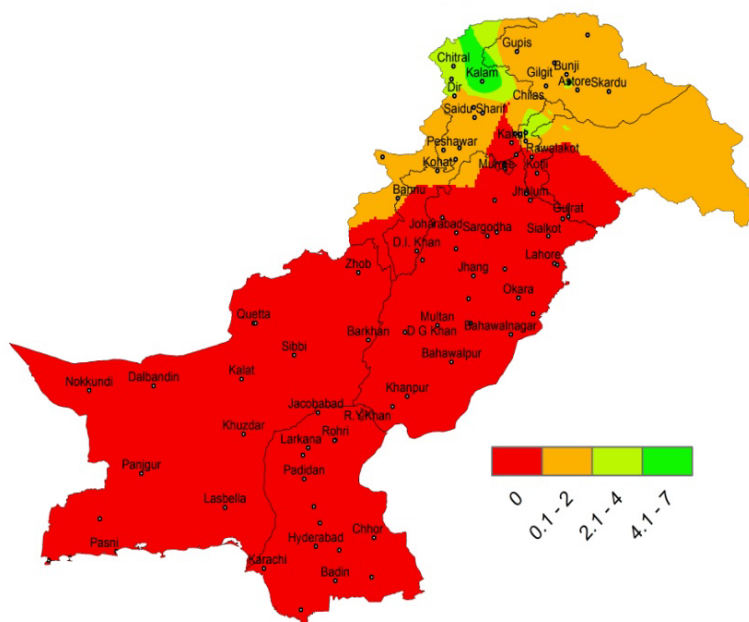 Gupis
Chitral
Bunji
Kalam
Gilgit
Astore
Skardu
Dir
Chilas
Saidu Sharif
Kakul
Peshawar
Rawalakot
Kohat
Kotli
Bannu
Jhelum
Gujrat
Joharabad
Sargodha
Sialkot
D.I. Khan
Lahore
Zhob
Jhang
Okara
Quetta
Multan
Barkhan
D G Khan
Bahawalnagar
Sibbi
Bahawalpur
Kalat
Dalbandin
Nokkundi
Khanpur
Jacobabad
R.Y.Khan
Khuzdar
Rohri
Larkana
Panjgur
Padidan
Lasbella
Chhor
Pasni
Hyderabad
Karachi
Badin
0
0.1 - 2
2.1 - 4
4.1 - 7